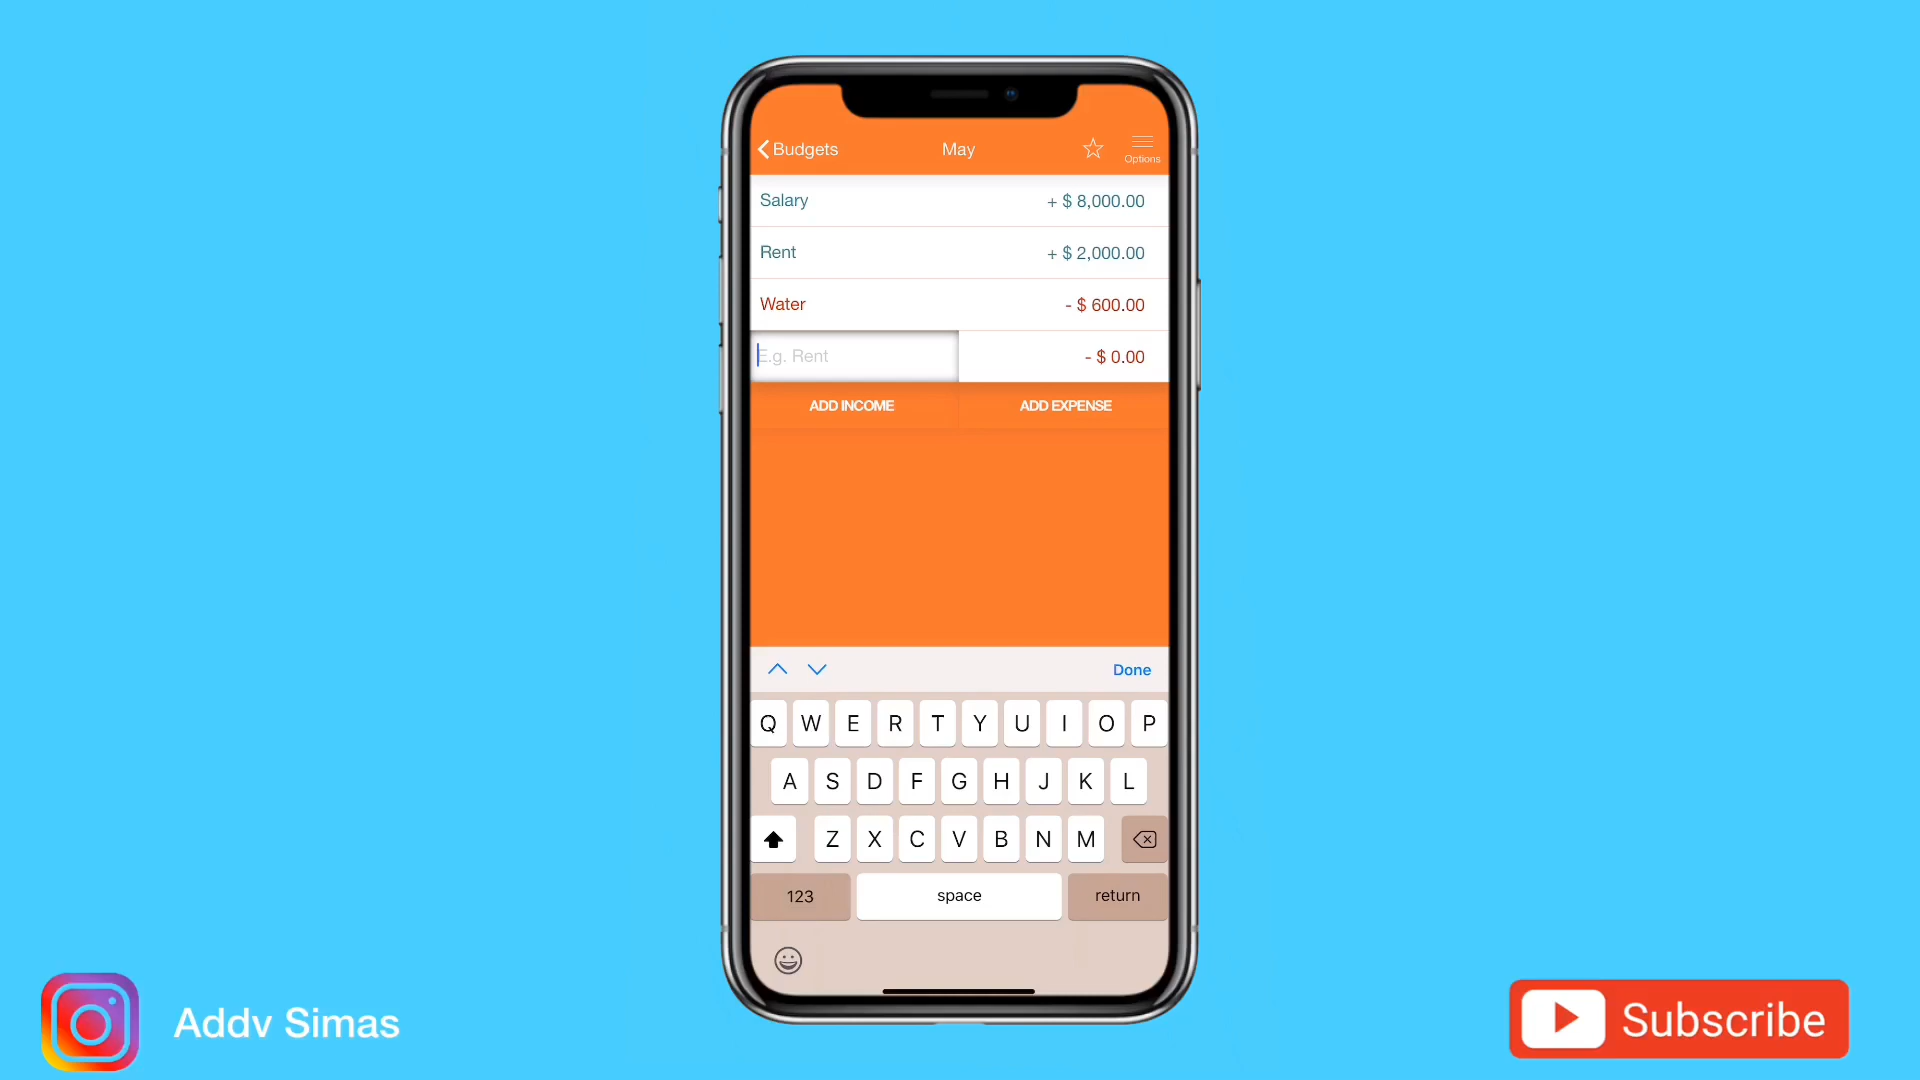 Budgets May Options
Salary + $ 8,000.00
Rent + $ 2,000.00
Water - $ 600.00
E.g. Rent - $ 0.00
ADD INCOME ADD EXPENSE
Done
Q W E R T Y U I O P
A S D F G H J K L
Z X C V B N M
123 space return
Addv Simas
Subscribe